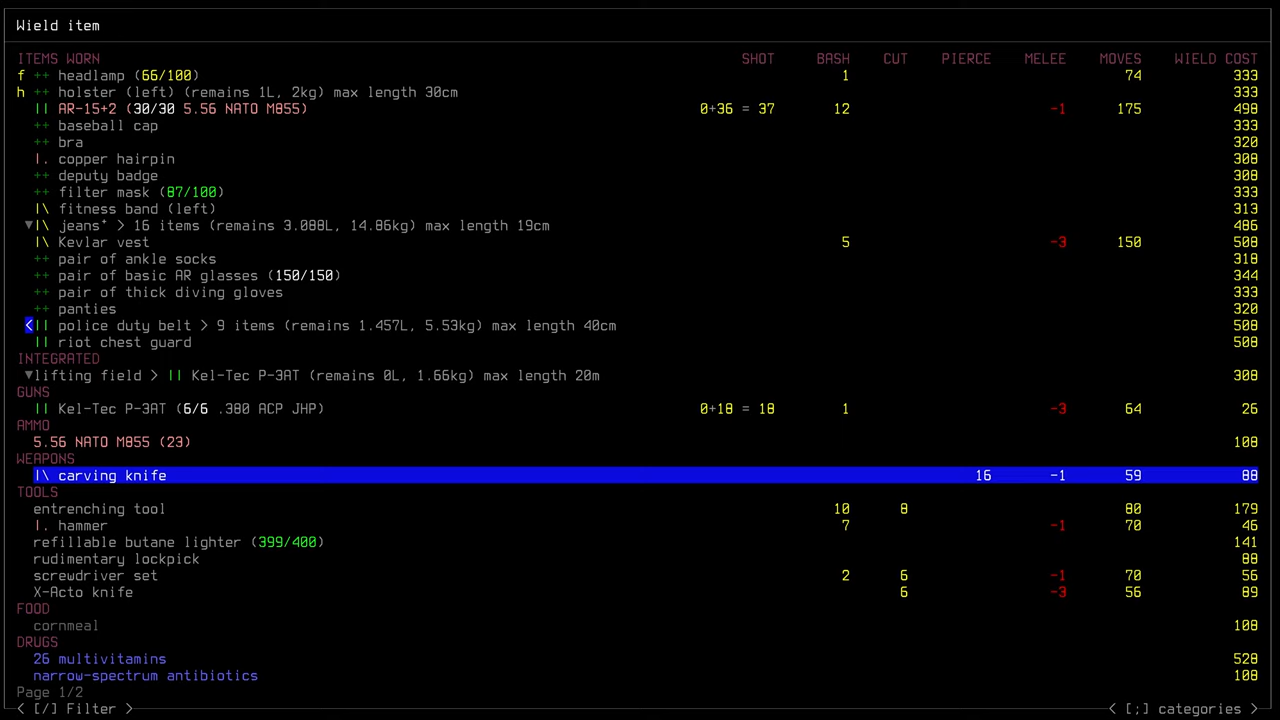 Wield item
ITEMS WORN SHOT BASH CUT PIERCE MELEE MOVES WIELD COST
f ++ headlamp (66/100) 1 74 333
h ++ holster (left) (remains 1L, 2kg) max length 30cm 333
|| AR-15+2 (30/30 5.56 NATO M855) 0+36 = 37 12 -1 175 498
++ baseball cap 333
++ bra 320
|. copper hairpin 308
++ deputy badge 308
++ filter mask (87/100) 333
|\ fitness band (left) 313
▼|\ jeans⁺ > 16 items (remains 3.088L, 14.86kg) max length 19cm 486
|\ Kevlar vest 5 -3 150 508
++ pair of ankle socks 318
++ pair of basic AR glasses (150/150) 344
++ pair of thick diving gloves 333
++ panties 320
<|| police duty belt > 9 items (remains 1.457L, 5.53kg) max length 40cm 508
|| riot chest guard 508
INTEGRATED
▼lifting field > || Kel-Tec P-3AT (remains 0L, 1.66kg) max length 20m 308
GUNS
|| Kel-Tec P-3AT (6/6 .380 ACP JHP) 0+18 = 18 1 -3 64 26
AMMO
5.56 NATO M855 (23) 108
WEAPONS
|\ carving knife 16 -1 59 88
TOOLS
entrenching tool 10 8 80 179
|. hammer 7 -1 70 46
refillable butane lighter (399/400) 141
rudimentary lockpick 88
screwdriver set 2 6 -1 70 56
X-Acto knife 6 -3 56 89
FOOD
cornmeal 108
DRUGS
26 multivitamins 528
narrow-spectrum antibiotics 108
Page 1/2
< [/] Filter > < [;] categories >